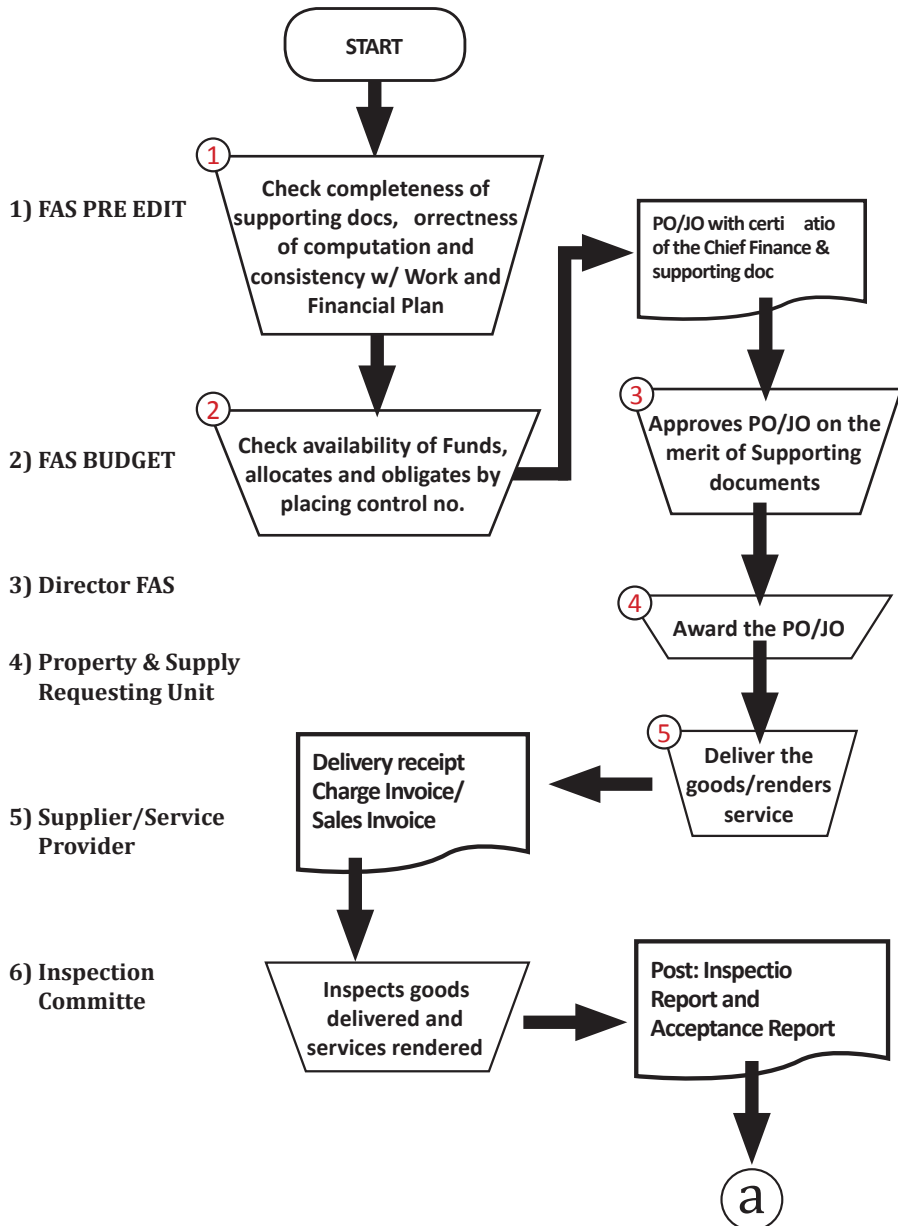 START
1
Check completeness of
supporting docs, orrectness
of computation and
consistency w/ Work and
Financial Plan
1) FAS PRE EDIT
PO/JO with certi atio
of the Chief Finance &
supporting doc
2
Check availability of Funds,
allocates and obligates by
placing control no.
2) FAS BUDGET
3
Approves PO/JO on the
merit of Supporting
documents
3) Director FAS
4
Award the PO/JO
4) Property & Supply
Requesting Unit
5
Deliver the
goods/renders
service
Delivery receipt
Charge Invoice/
Sales Invoice
5) Supplier/Service
Provider
6) Inspection
Committe
Inspects goods
delivered and
services rendered
Post: Inspectio
Report and
Acceptance Report
a